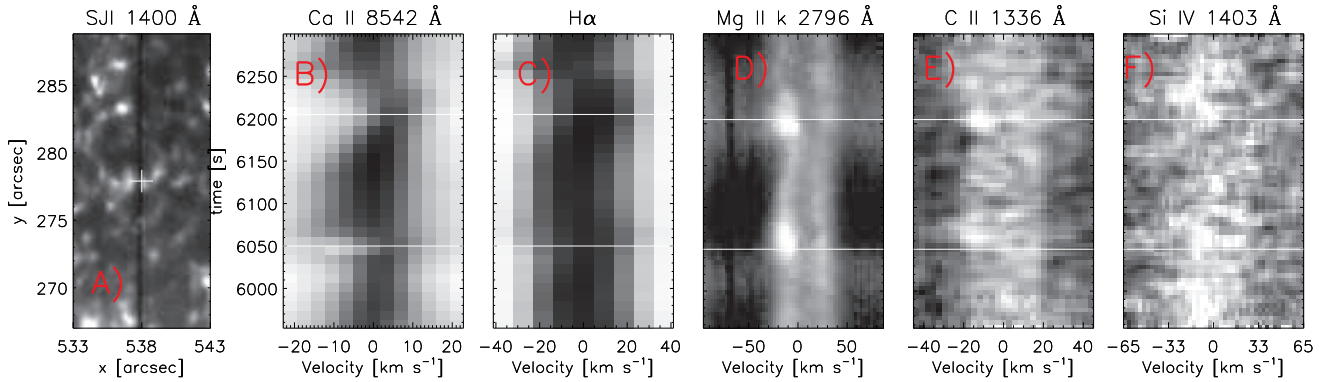 SJI 1400 Å
Ca II 8542 Å
Hα
Mg II k 2796 Å
C II 1336 Å
Si IV 1403 Å
A)
B)
C)
D)
E)
F)
y [arcsec]
285
280
275
270
533 538 543
x [arcsec]
time [s]
6250
6200
6150
6100
6050
6000
−20 −10 0 10 20
Velocity [km s⁻¹]
−40 −20 0 20 40
Velocity [km s⁻¹]
−50 0 50
Velocity [km s⁻¹]
−40 −20 0 20 40
Velocity [km s⁻¹]
−65 −30 0 30 65
Velocity [km s⁻¹]